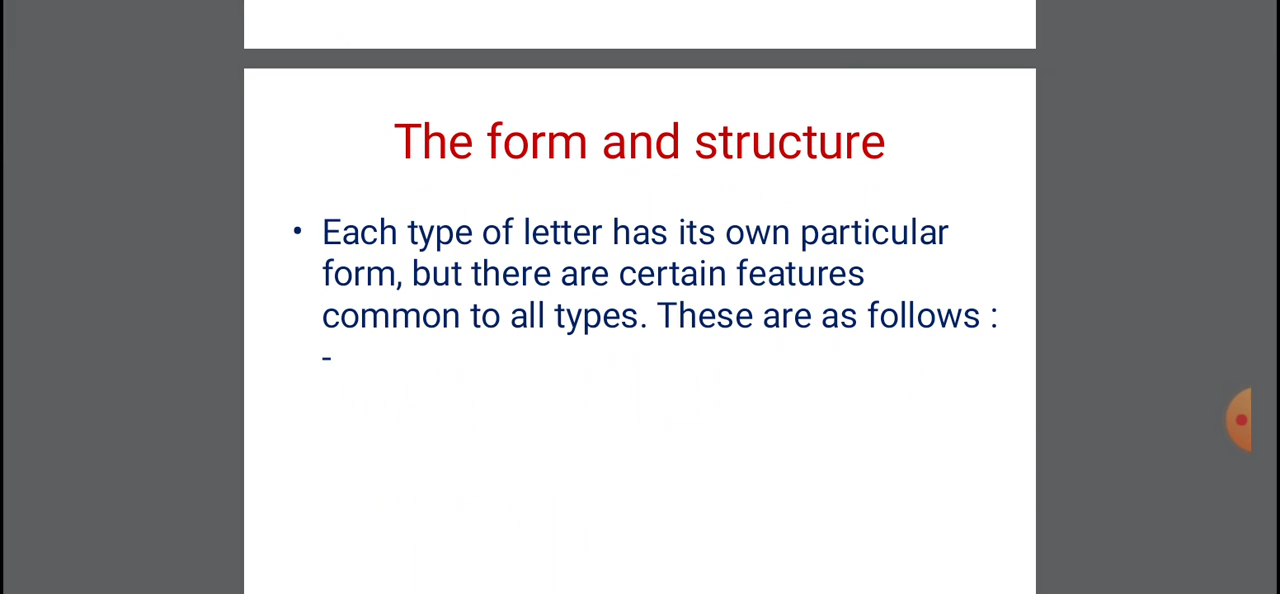 The form and structure
• Each type of letter has its own particular
form, but there are certain features
common to all types. These are as follows :
-